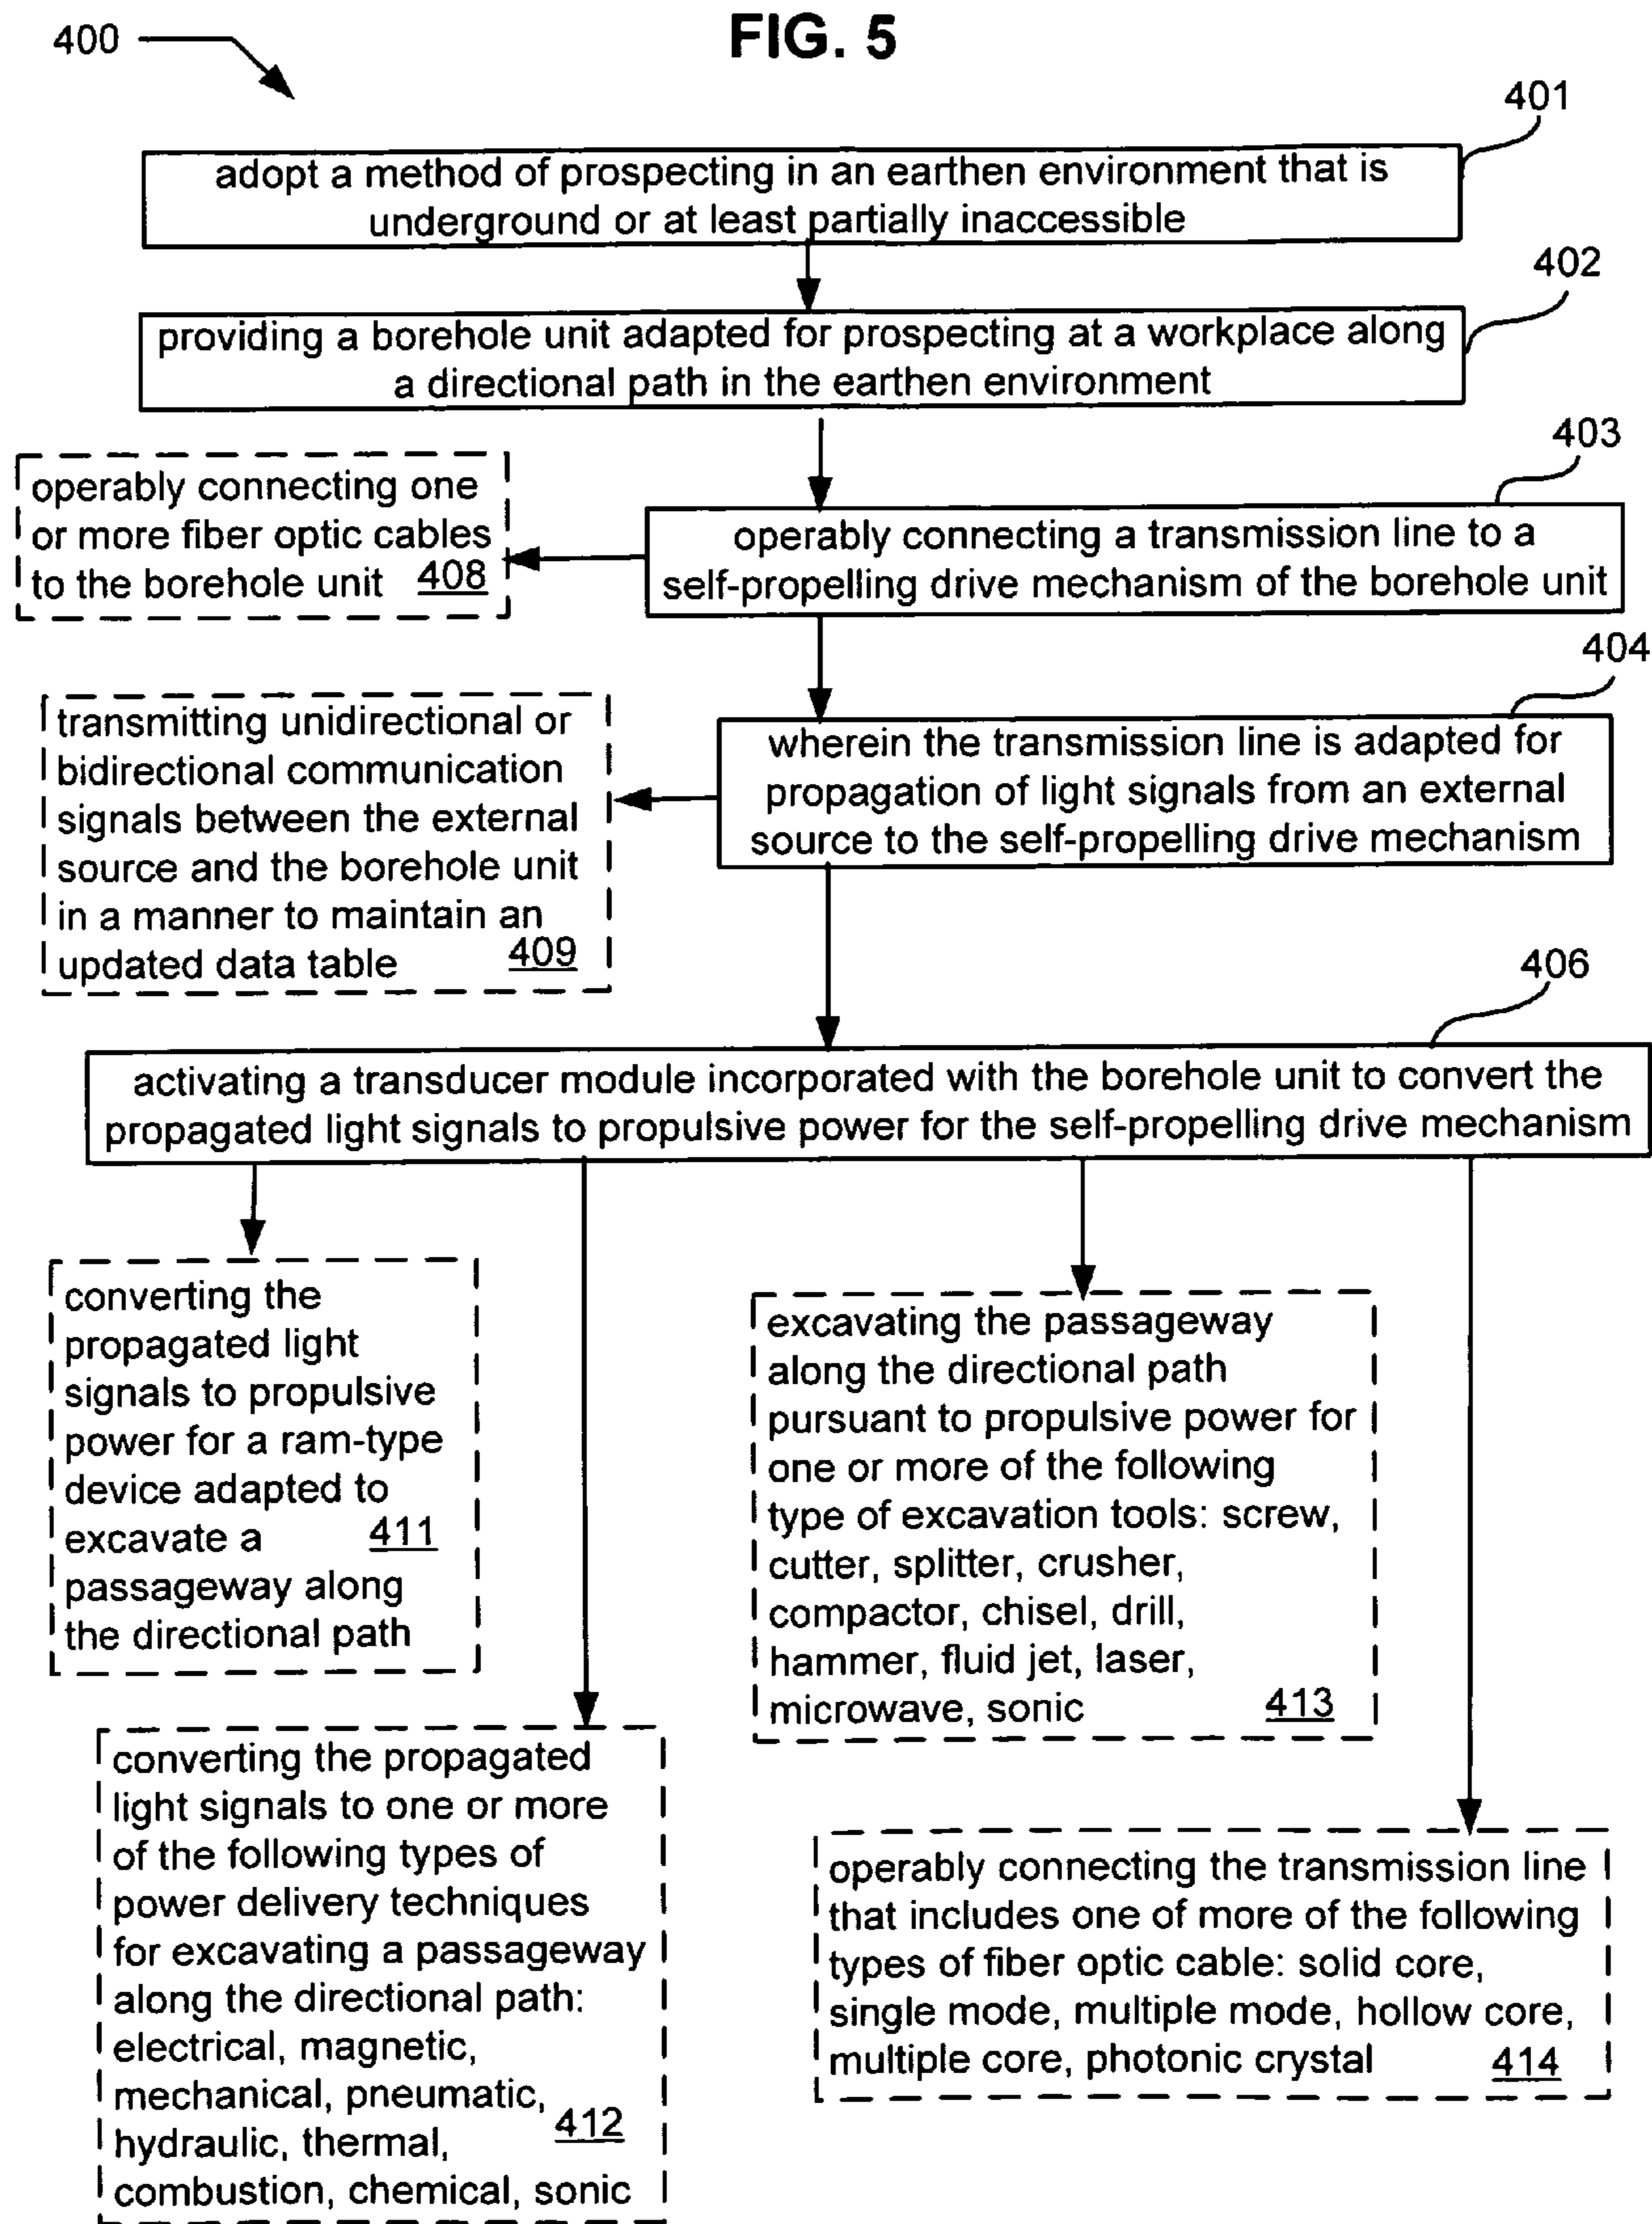 FIG. 5
400
401
adopt a method of prospecting in an earthen environment that is
underground or at least partially inaccessible
402
providing a borehole unit adapted for prospecting at a workplace along
a directional path in the earthen environment
403
operably connecting a transmission line to a
self-propelling drive mechanism of the borehole unit
operably connecting one
or more fiber optic cables
to the borehole unit 408
404
wherein the transmission line is adapted for
propagation of light signals from an external
source to the self-propelling drive mechanism
transmitting unidirectional or
bidirectional communication
signals between the external
source and the borehole unit
in a manner to maintain an
updated data table 409
406
activating a transducer module incorporated with the borehole unit to convert the
propagated light signals to propulsive power for the self-propelling drive mechanism
converting the
propagated light
signals to propulsive
power for a ram-type
device adapted to
excavate a 411
passageway along
the directional path
excavating the passageway
along the directional path
pursuant to propulsive power for
one or more of the following
type of excavation tools: screw,
cutter, splitter, crusher,
compactor, chisel, drill,
hammer, fluid jet, laser,
microwave, sonic 413
converting the propagated
light signals to one or more
of the following types of
power delivery techniques
for excavating a passageway
along the directional path:
electrical, magnetic,
mechanical, pneumatic,
hydraulic, thermal, 412
combustion, chemical, sonic
operably connecting the transmission line
that includes one of more of the following
types of fiber optic cable: solid core,
single mode, multiple mode, hollow core,
multiple core, photonic crystal 414